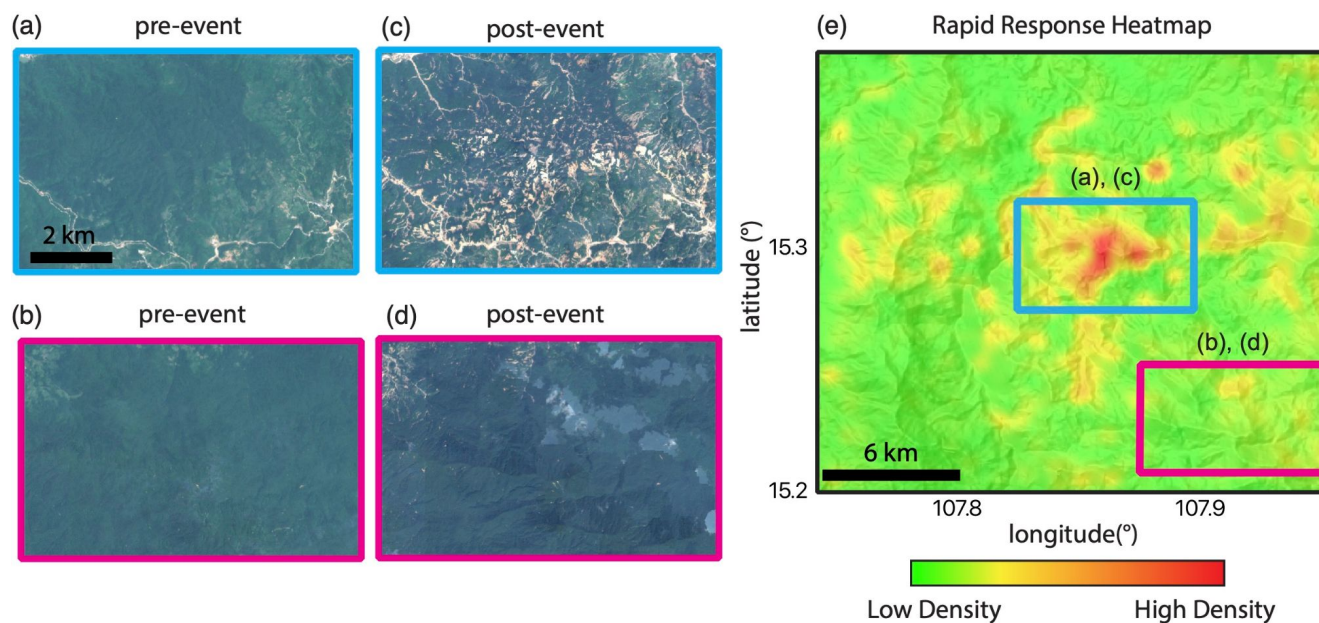 (a)
pre-event
(c)
post-event
(e)
Rapid Response Heatmap
2 km
(a), (c)
15.3
latitude (°)
(b)
pre-event
(d)
post-event
(b), (d)
6 km
15.2
107.8
107.9
longitude(°)
Low Density
High Density